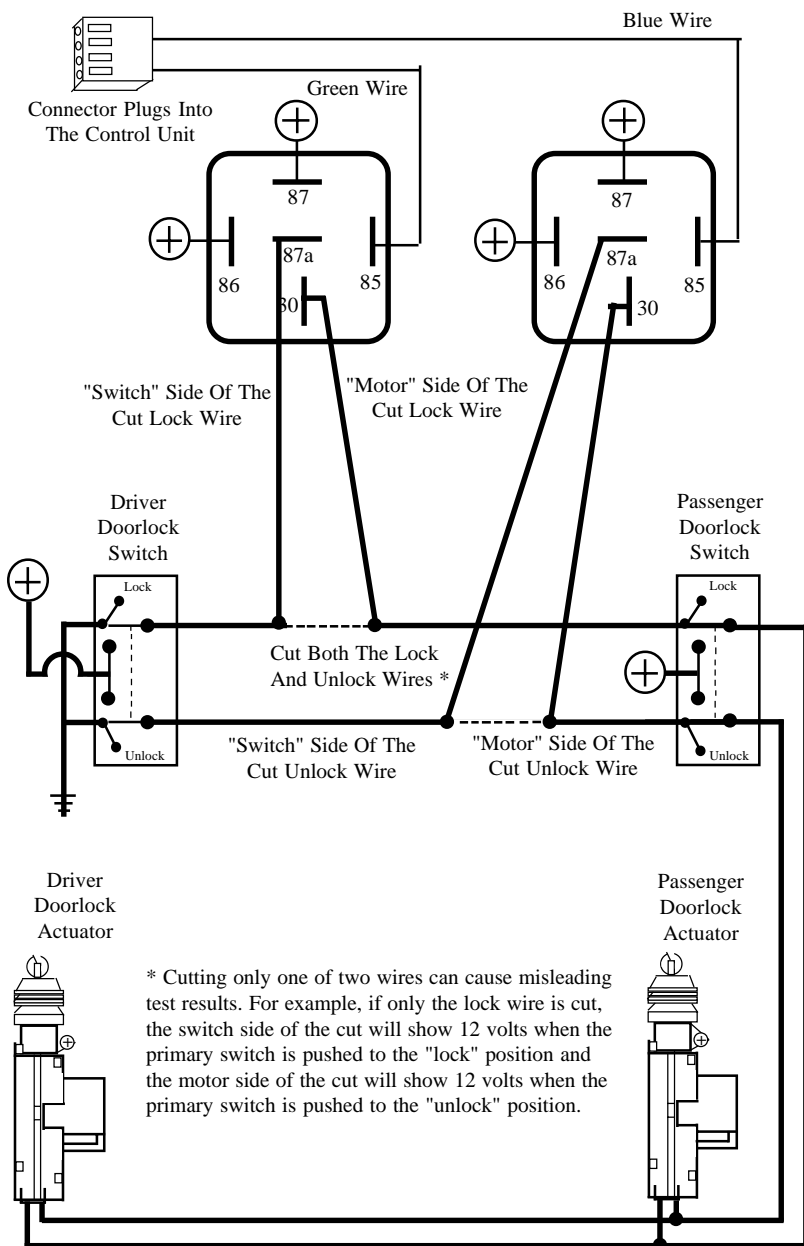 Blue Wire
Green Wire
Connector Plugs Into
The Control Unit
87
87a
86
85
30
87
87a
86
85
30
"Switch" Side Of The
Cut Lock Wire
"Motor" Side Of The
Cut Lock Wire
Driver
Doorlock
Switch
Passenger
Doorlock
Switch
Lock
Unlock
Lock
Unlock
Cut Both The Lock
And Unlock Wires *
"Switch" Side Of The
Cut Unlock Wire
"Motor" Side Of The
Cut Unlock Wire
Driver
Doorlock
Actuator
Passenger
Doorlock
Actuator
* Cutting only one of two wires can cause misleading
test results. For example, if only the lock wire is cut,
the switch side of the cut will show 12 volts when the
primary switch is pushed to the "lock" position and
the motor side of the cut will show 12 volts when the
primary switch is pushed to the "unlock" position.